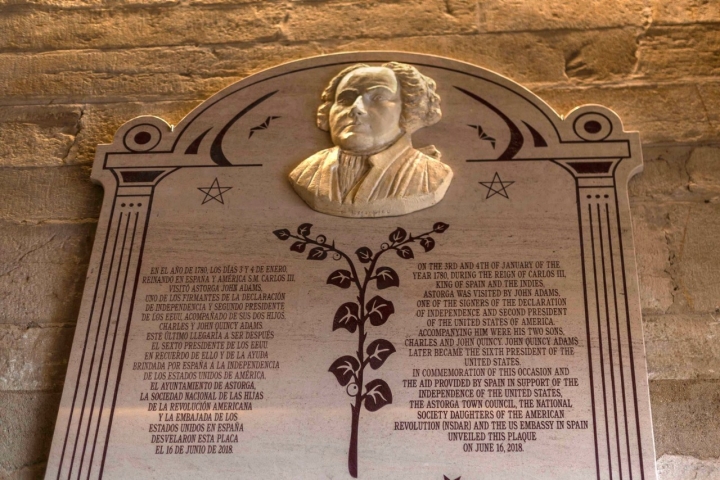 EN EL AÑO DE 1780, LOS DÍAS 3 Y 4 DE ENERO,
REINANDO EN ESPAÑA Y AMÉRICA S.M. CARLOS III,
VISITÓ ASTORGA JOHN ADAMS,
UNO DE LOS FIRMANTES DE LA DECLARACIÓN
DE INDEPENDENCIA Y SEGUNDO PRESIDENTE
DE LOS EEUU, ACOMPAÑADO DE SUS DOS HIJOS,
CHARLES Y JOHN QUINCY ADAMS.
ESTE ÚLTIMO LLEGARÍA A SER DESPUÉS
EL SEXTO PRESIDENTE DE LOS EEUU
EN RECUERDO DE ELLO Y DE LA AYUDA
BRINDADA POR ESPAÑA A LA INDEPENDENCIA
DE LOS ESTADOS UNIDOS DE AMÉRICA.
EL AYUNTAMIENTO DE ASTORGA,
LA SOCIEDAD NACIONAL DE LAS HIJAS
DE LA REVOLUCIÓN AMERICANA
Y LA EMBAJADA DE LOS
ESTADOS UNIDOS EN ESPAÑA
DESVELARON ESTA PLACA
EL 16 DE JUNIO DE 2018.
ON THE 3RD AND 4TH OF JANUARY OF THE
YEAR 1780, DURING THE REIGN OF CARLOS III,
KING OF SPAIN AND THE INDIES,
ASTORGA WAS VISITED BY JOHN ADAMS,
ONE OF THE SIGNERS OF THE DECLARATION
OF INDEPENDENCE AND SECOND PRESIDENT
OF THE UNITED STATES OF AMERICA.
ACCOMPANYING HIM WERE HIS TWO SONS,
CHARLES AND JOHN QUINCY. JOHN QUINCY ADAMS
LATER BECAME THE SIXTH PRESIDENT OF THE
UNITED STATES.
IN COMMEMORATION OF THIS OCCASION AND
THE AID PROVIDED BY SPAIN IN SUPPORT OF THE
INDEPENDENCE OF THE UNITED STATES,
THE ASTORGA TOWN COUNCIL, THE NATIONAL
SOCIETY DAUGHTERS OF THE AMERICAN
REVOLUTION (NSDAR) AND THE US EMBASSY IN SPAIN
UNVEILED THIS PLAQUE
ON JUNE 16, 2018.